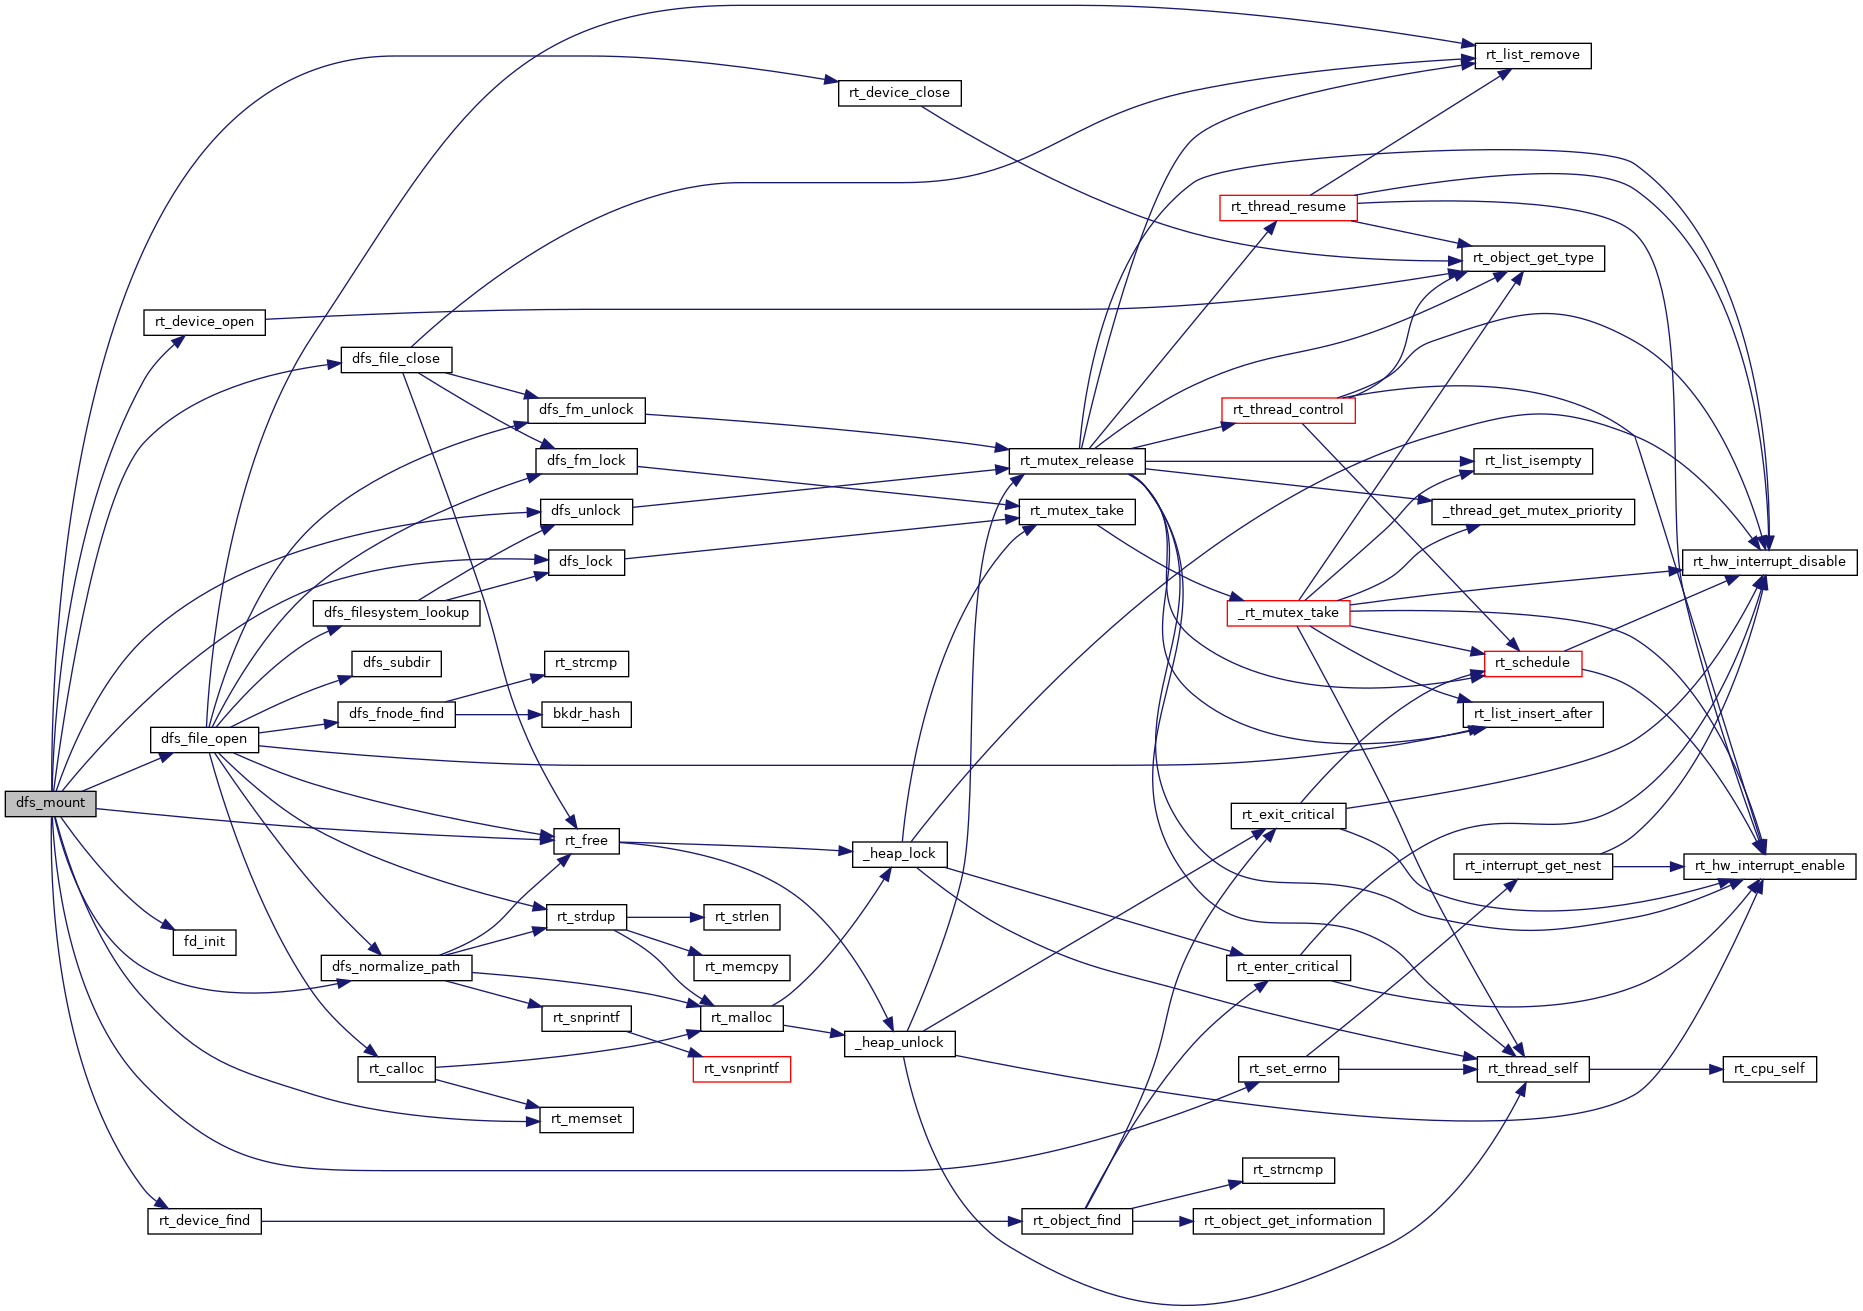 rt_list_remove
rt_device_close
rt_thread_resume
rt_object_get_type
rt_device_open
dfs_file_close
dfs_fm_unlock
rt_thread_control
dfs_fm_lock
rt_mutex_release
rt_list_isempty
dfs_unlock
rt_mutex_take
_thread_get_mutex_priority
dfs_lock
rt_hw_interrupt_disable
dfs_filesystem_lookup
_rt_mutex_take
dfs_subdir
rt_strcmp
rt_schedule
dfs_fnode_find
bkdr_hash
rt_list_insert_after
dfs_file_open
dfs_mount
rt_exit_critical
rt_free
_heap_lock
rt_interrupt_get_nest
rt_hw_interrupt_enable
rt_strdup
rt_strlen
fd_init
dfs_normalize_path
rt_memcpy
rt_enter_critical
rt_snprintf
rt_malloc
_heap_unlock
rt_calloc
rt_vsnprintf
rt_set_errno
rt_thread_self
rt_cpu_self
rt_memset
rt_strncmp
rt_device_find
rt_object_find
rt_object_get_information